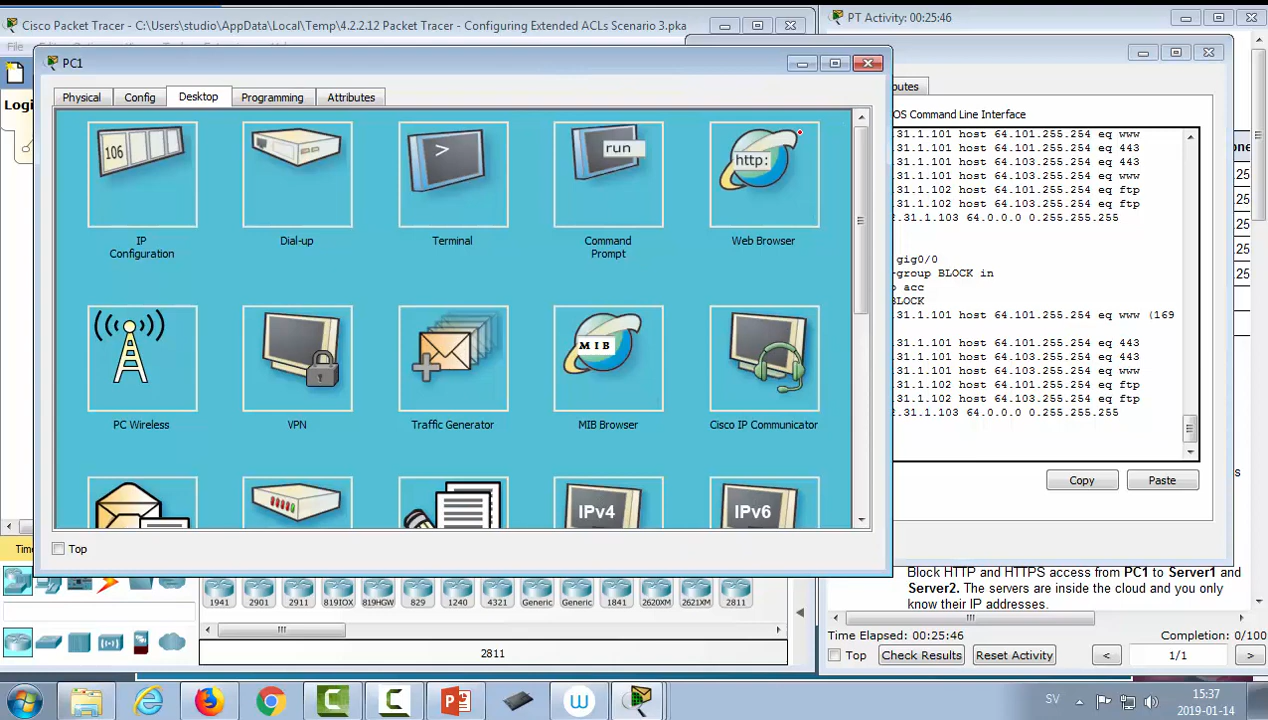 Cisco Packet Tracer - C:\Users\studio\AppData\Local\Temp\4.2.2.12 Packet Tracer - Configuring Extended ACLs Scenario 3.pka
PT Activity: 00:25:46
File
PC1
Physical
Config
Desktop
Programming
Attributes
106
IP
Configuration
Dial-up
>
Terminal
run
Command
Prompt
http:
Web Browser
PC Wireless
VPN
Traffic Generator
MIB
MIB Browser
Cisco IP Communicator
IPv4
IPv6
Top
Logi
butes
OS Command Line Interface
.31.1.101 host 64.101.255.254 eq www
.31.1.101 host 64.101.255.254 eq 443
.31.1.101 host 64.103.255.254 eq 443
.31.1.101 host 64.103.255.254 eq www
.31.1.102 host 64.101.255.254 eq ftp
.31.1.102 host 64.103.255.254 eq ftp
2.31.1.103 64.0.0.0 0.255.255.255
gig0/0
-group BLOCK in
o acc
BLOCK
.31.1.101 host 64.101.255.254 eq www (169
.31.1.101 host 64.101.255.254 eq 443
.31.1.101 host 64.103.255.254 eq 443
.31.1.101 host 64.103.255.254 eq www
.31.1.102 host 64.101.255.254 eq ftp
.31.1.102 host 64.103.255.254 eq ftp
2.31.1.103 64.0.0.0 0.255.255.255
Copy
Paste
one
25
25
25
25
25
s
Time
1941
2901
2911
819IOX
819HGW
829
1240
4321
Generic
Generic
1841
2620XM
2621XM
2811
2811
Block HTTP and HTTPS access from PC1 to Server1 and
Server2. The servers are inside the cloud and you only
know their IP addresses.
Time Elapsed: 00:25:46
Completion: 0/100
Top
Check Results
Reset Activity
<
1/1
>
SV
15:37
2019-01-14